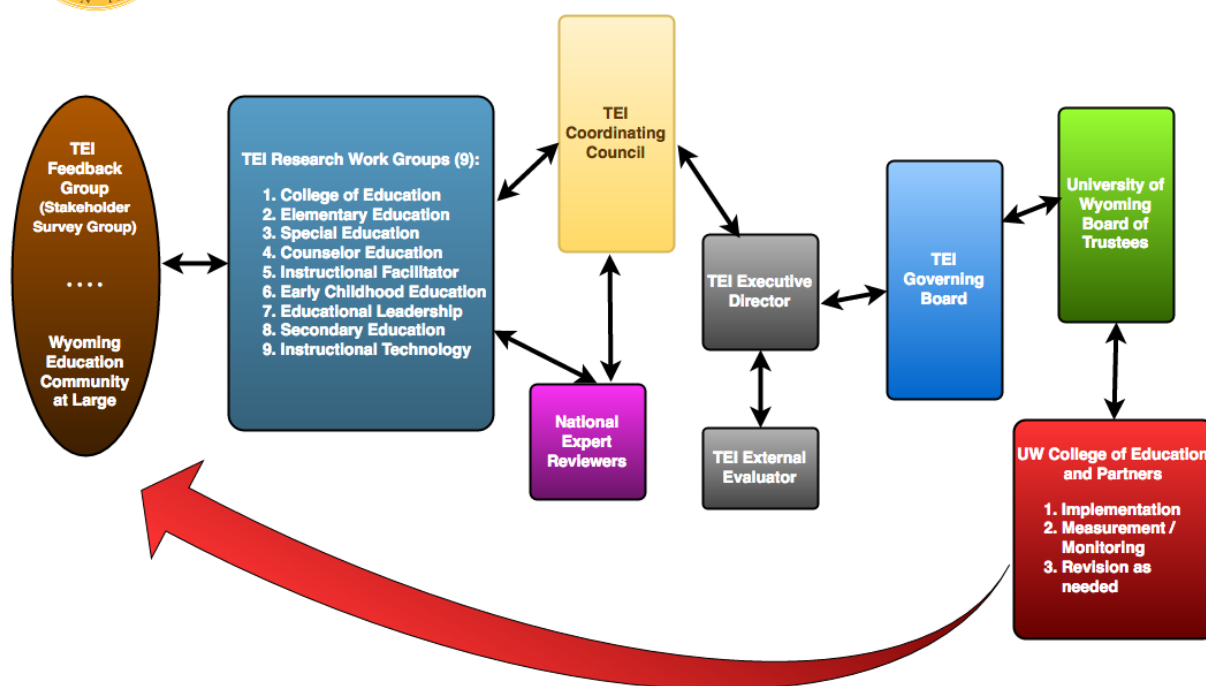 TEI
Feedback
Group
(Stakeholder
Survey Group)
....
Wyoming
Education
Community
at Large
TEI Research Work Groups (9):
1. College of Education
2. Elementary Education
3. Special Education
4. Counselor Education
5. Instructional Facilitator
6. Early Childhood Education
7. Educational Leadership
8. Secondary Education
9. Instructional Technology
TEI
Coordinating
Council
National
Expert
Reviewers
TEI Executive
Director
TEI External
Evaluator
TEI
Governing
Board
University of
Wyoming
Board of
Trustees
UW College of Education
and Partners
1. Implementation
2. Measurement /
Monitoring
3. Revision as
needed